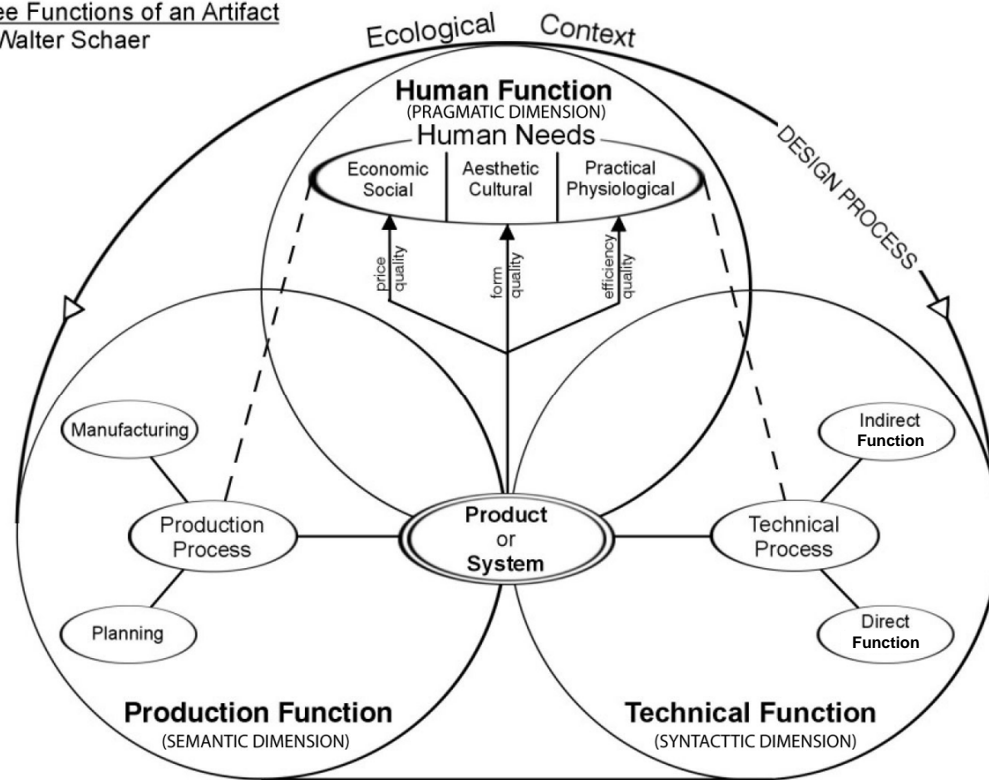 ee Functions of an Artifact
Walter Schaer
Ecological Context
DESIGN PROCESS
Human Function
(PRAGMATIC DIMENSION)
Human Needs
Economic
Social
Aesthetic
Cultural
Practical
Physiological
price
quality
form
quality
efficiency
quality
Manufacturing
Production
Process
Planning
Product
or
System
Indirect
Function
Technical
Process
Direct
Function
Production Function
(SEMANTIC DIMENSION)
Technical Function
(SYNTACTTIC DIMENSION)